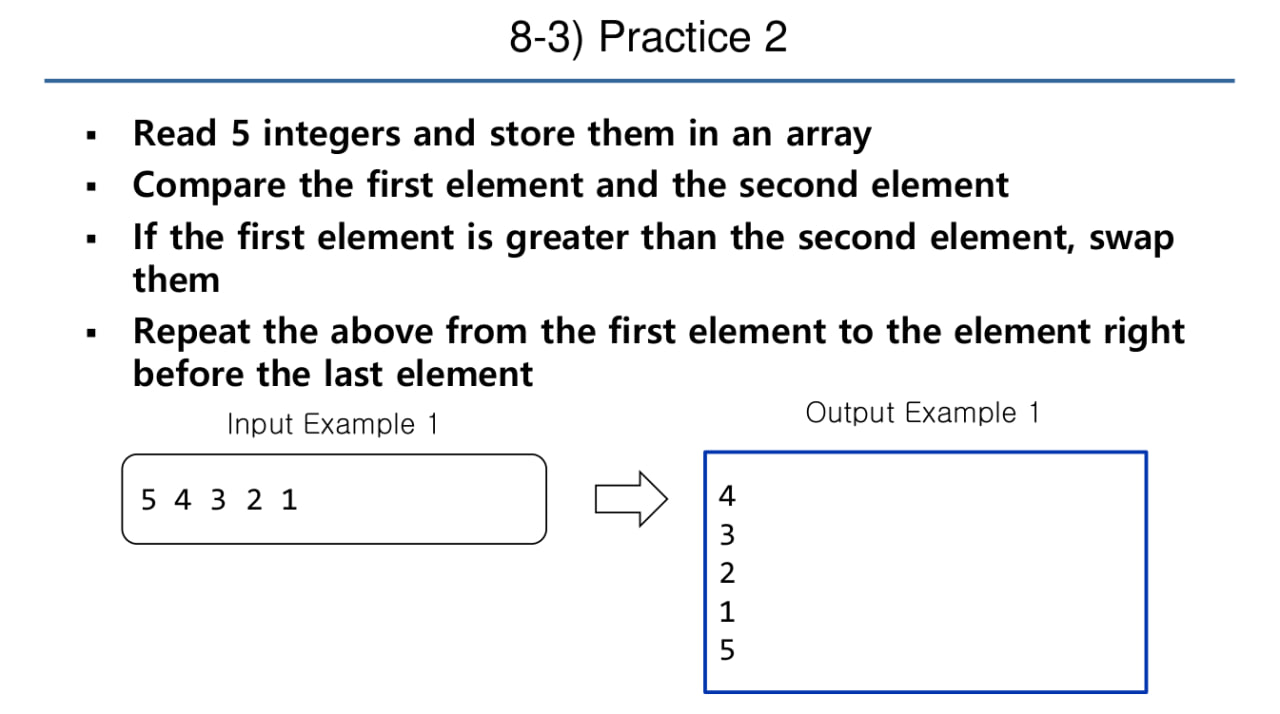 8-3) Practice 2
▪ Read 5 integers and store them in an array
▪ Compare the first element and the second element
▪ If the first element is greater than the second element, swap
them
▪ Repeat the above from the first element to the element right
before the last element
Input Example 1
5 4 3 2 1
Output Example 1
4
3
2
1
5